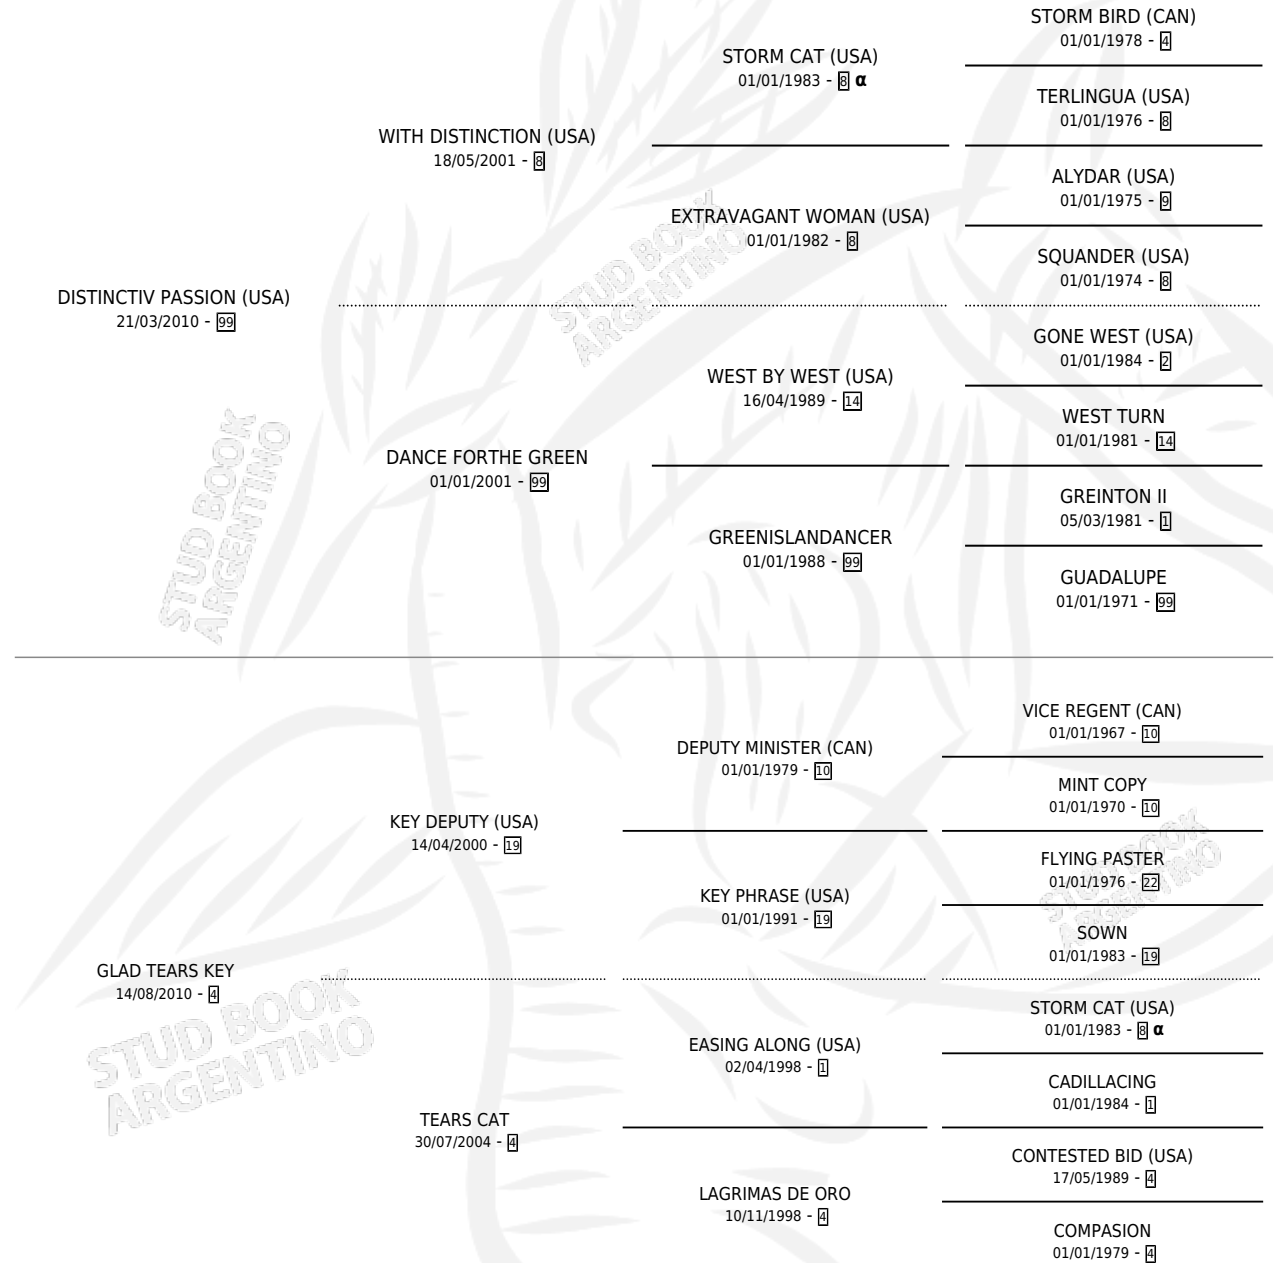 STORM BIRD (CAN)
01/01/1978 - 4
STORM CAT (USA)
01/01/1983 - 8 α
TERLINGUA (USA)
01/01/1976 - 8
WITH DISTINCTION (USA)
18/05/2001 - 8
ALYDAR (USA)
01/01/1975 - 9
EXTRAVAGANT WOMAN (USA)
01/01/1982 - 8
SQUANDER (USA)
01/01/1974 - 8
DISTINCTIV PASSION (USA)
21/03/2010 - 99
GONE WEST (USA)
01/01/1984 - 2
WEST BY WEST (USA)
16/04/1989 - 14
WEST TURN
01/01/1981 - 14
DANCE FORTHE GREEN
01/01/2001 - 99
GREINTON II
05/03/1981 - 1
GREENISLANDANCER
01/01/1988 - 99
GUADALUPE
01/01/1971 - 99
VICE REGENT (CAN)
01/01/1967 - 10
DEPUTY MINISTER (CAN)
01/01/1979 - 10
MINT COPY
01/01/1970 - 10
KEY DEPUTY (USA)
14/04/2000 - 19
FLYING PASTER
01/01/1976 - 22
KEY PHRASE (USA)
01/01/1991 - 19
SOWN
01/01/1983 - 19
GLAD TEARS KEY
14/08/2010 - 4
STORM CAT (USA)
01/01/1983 - 8 α
EASING ALONG (USA)
02/04/1998 - 1
CADILLACING
01/01/1984 - 1
TEARS CAT
30/07/2004 - 4
CONTESTED BID (USA)
17/05/1989 - 4
LAGRIMAS DE ORO
10/11/1998 - 4
COMPASION
01/01/1979 - 4
STUD BOOK
ARGENTINO
STUD BOOK
ARGENTINO
STUD BOOK
ARGENTINO
STUD BOOK
ARGENTINO